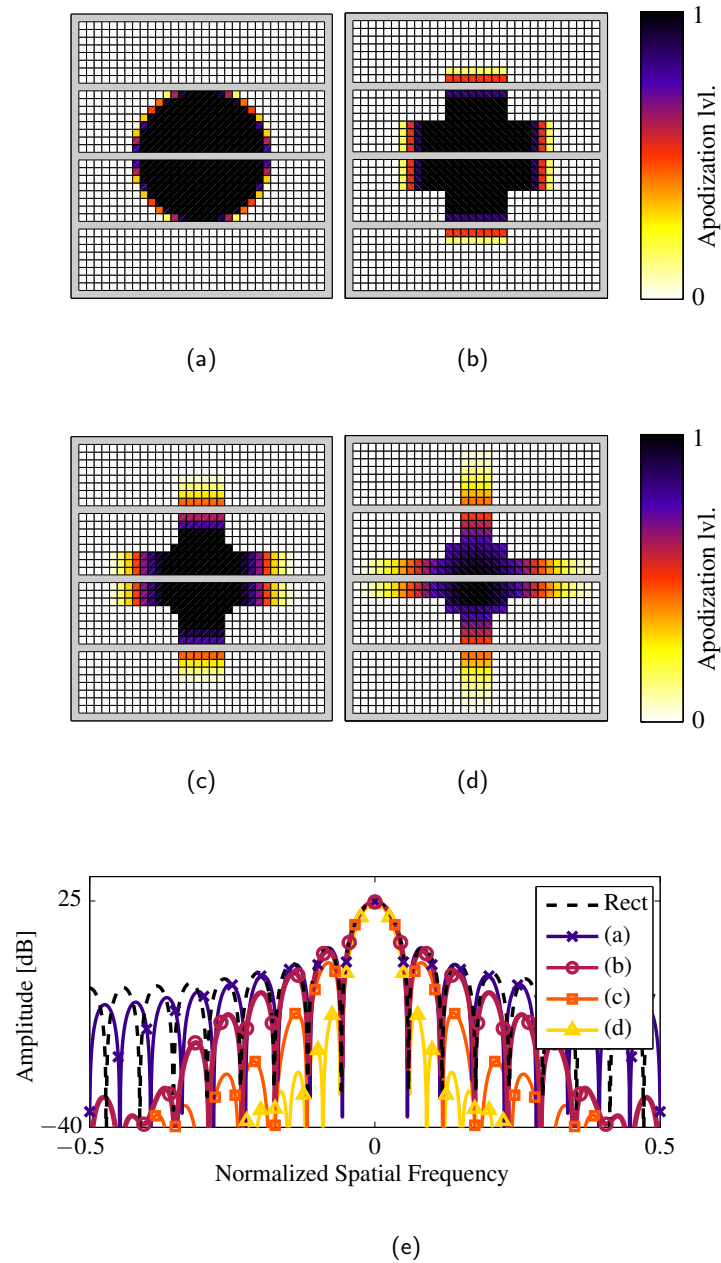 1
Apodization lvl.
0
(a)
(b)
1
Apodization lvl.
0
(c)
(d)
25
Amplitude [dB]
−40
−0.5
0
0.5
Normalized Spatial Frequency
Rect
(a)
(b)
(c)
(d)
(e)